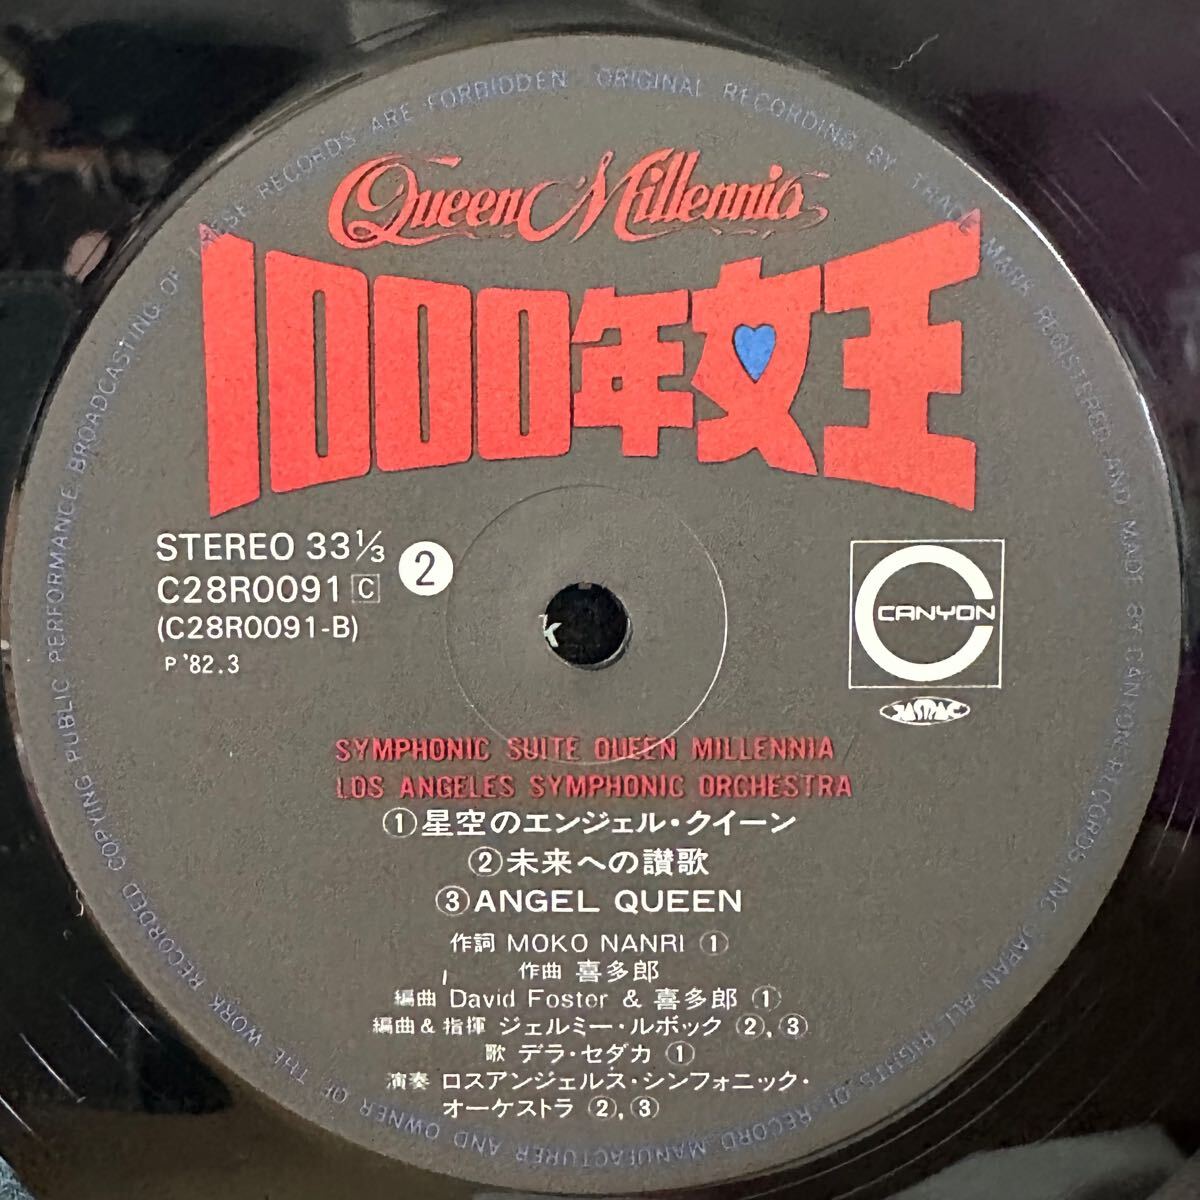 ORIGINAL RECORDING BY TRADE MARK REGISTERED AND MADE BY CANYON RECORDS, INC. JAPAN ALL RIGHTS OF RECORD MANUFACTURER AND OWNER OF THE WORK RECORDED COPYING PUBLIC PERFORMANCE BROADCASTING OF THESE RECORDS ARE FORBIDDEN
Queen Millennia
1000年女王
STEREO 33⅓
C28R0091 C
(C28R0091-B)
P '82.3
2
CANYON
JASRAC
SYMPHONIC SUITE QUEEN MILLENNIA
LOS ANGELES SYMPHONIC ORCHESTRA
①星空のエンジェル・クイーン
②未来への讃歌
③ANGEL QUEEN
作詞 MOKO NANRI ①
作曲 喜多郎
編曲 David Foster & 喜多郎 ①
編曲&指揮 ジェルミー・ルボック ②,③
歌 デラ・セダカ ①
演奏 ロスアンジェルス・シンフォニック・
オーケストラ ②,③